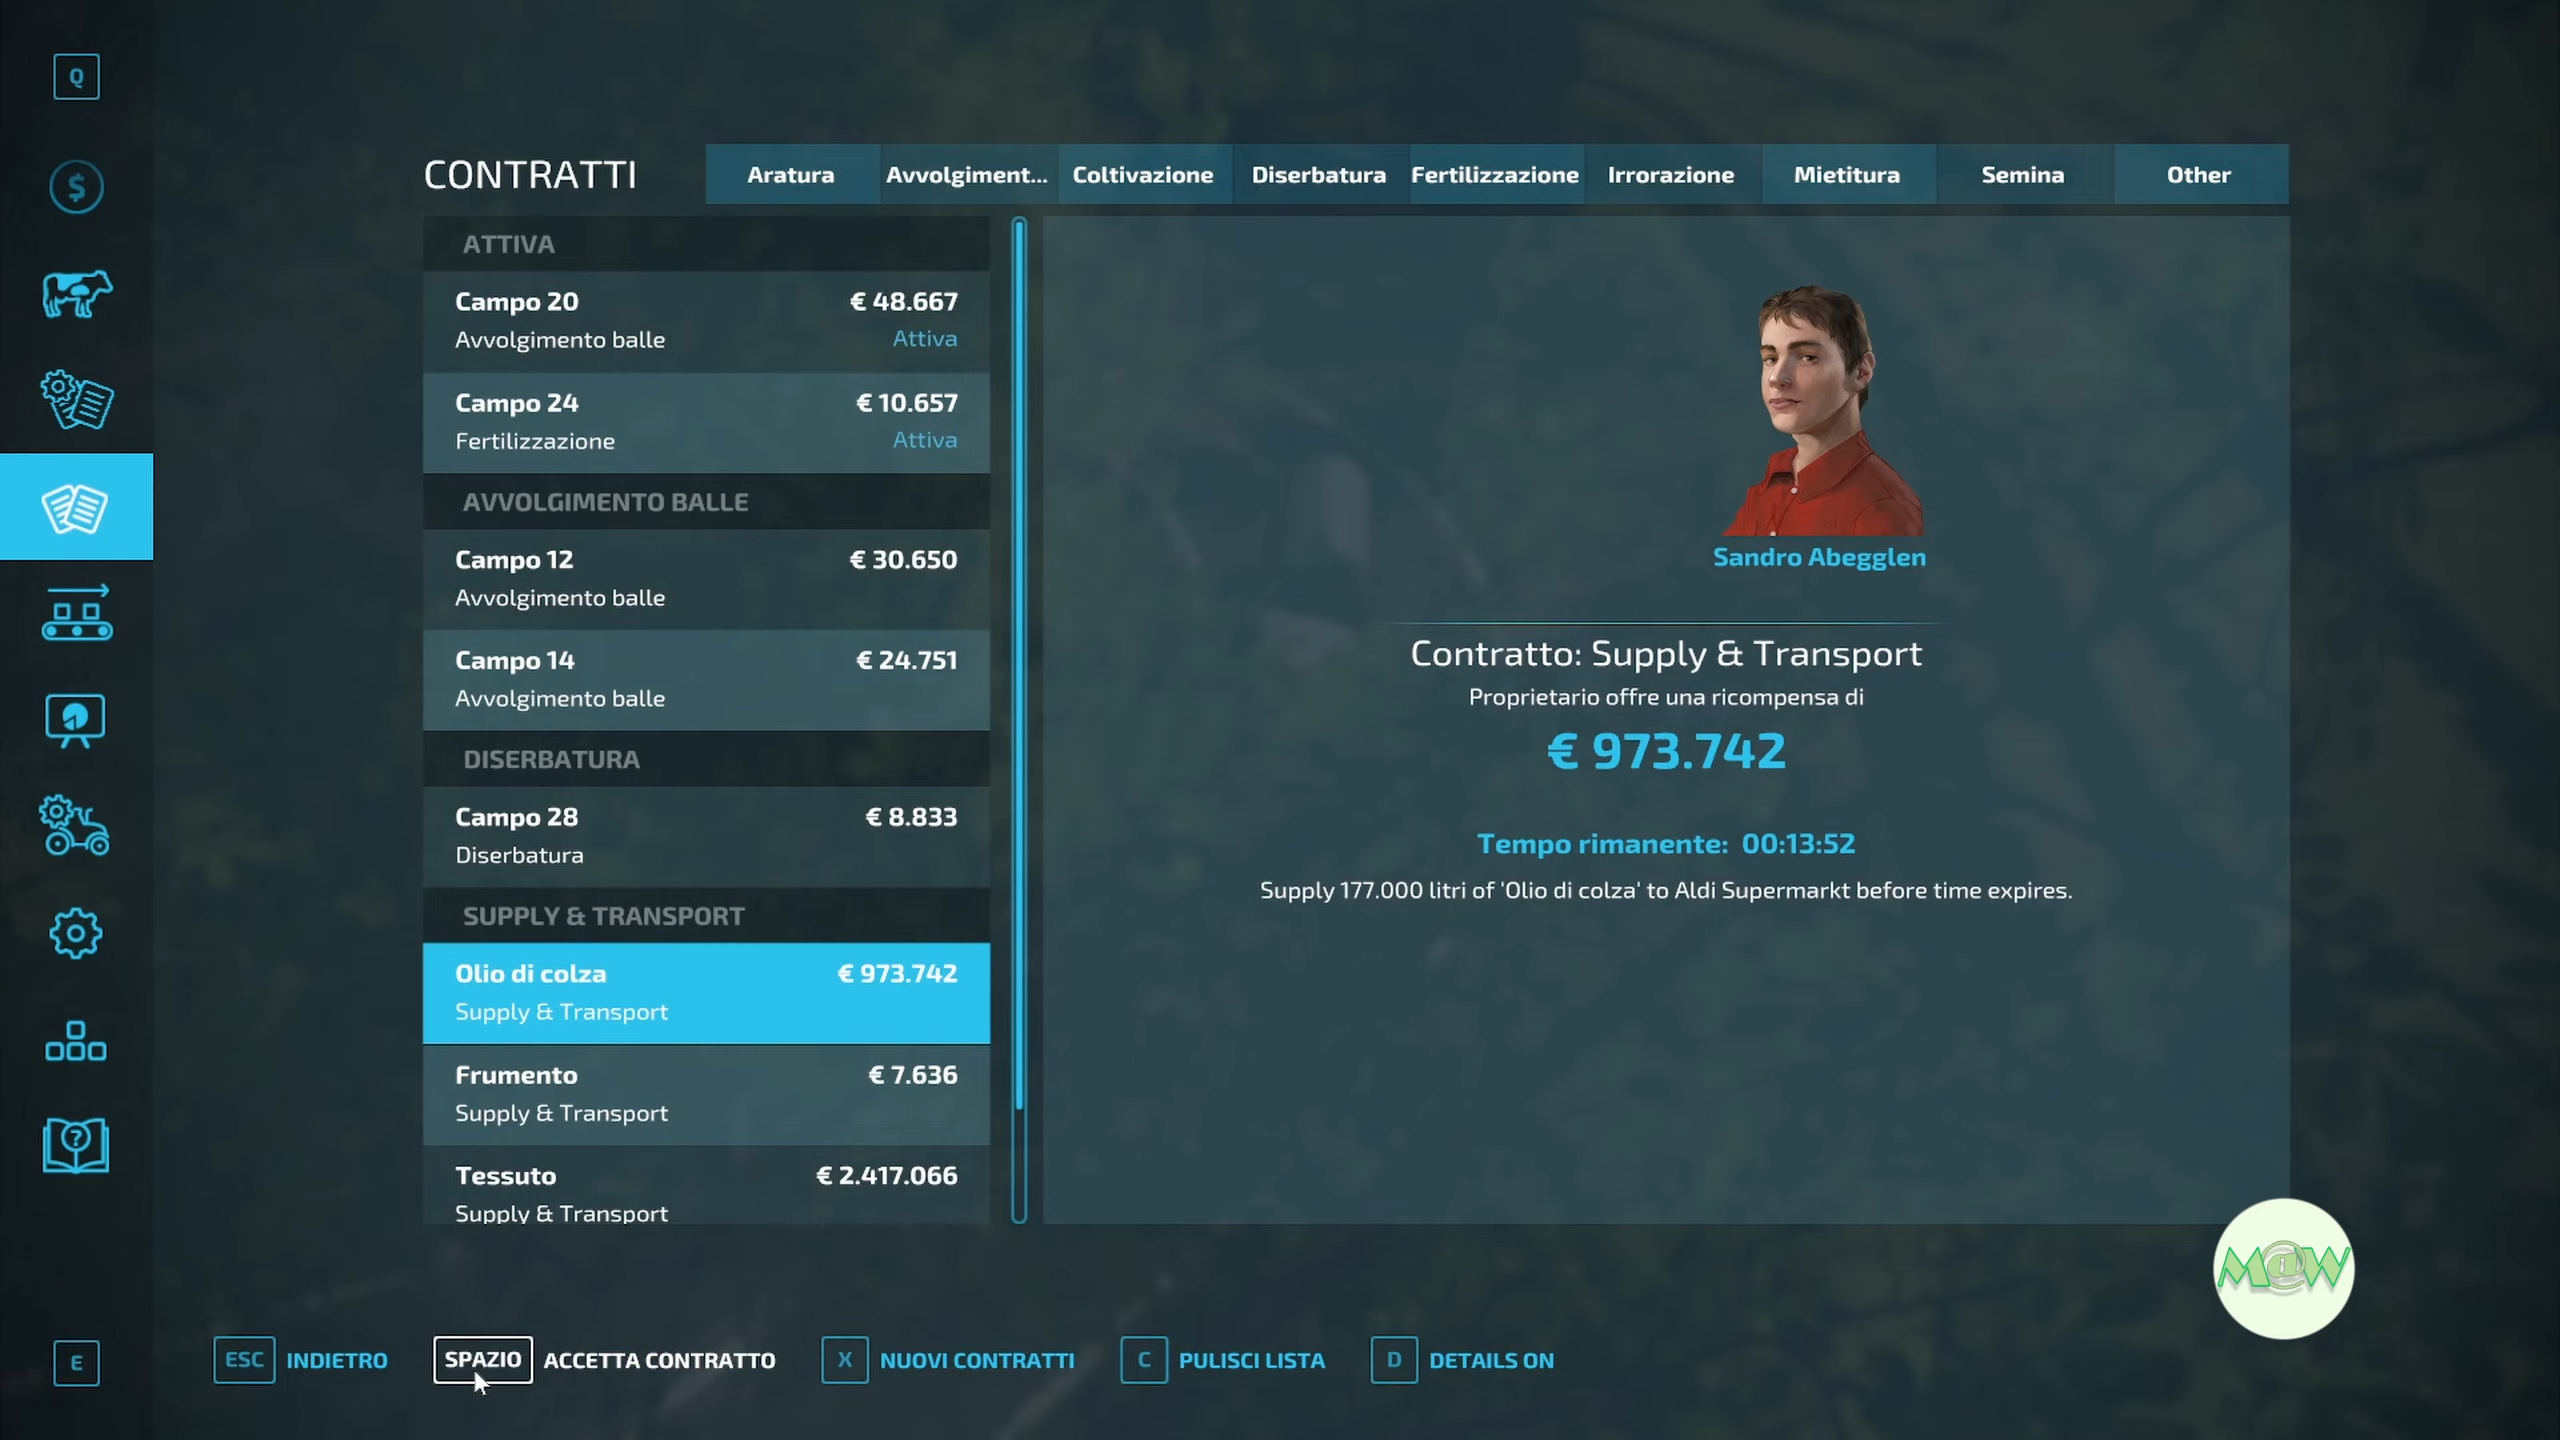 Q
CONTRATTI
Aratura
Avvolgiment...
Coltivazione
Diserbatura
Fertilizzazione
Irrorazione
Mietitura
Semina
Other
ATTIVA
Campo 20 € 48.667
Avvolgimento balle Attiva
Campo 24 € 10.657
Fertilizzazione Attiva
AVVOLGIMENTO BALLE
Campo 12 € 30.650
Avvolgimento balle
Campo 14 € 24.751
Avvolgimento balle
DISERBATURA
Campo 28 € 8.833
Diserbatura
SUPPLY & TRANSPORT
Olio di colza € 973.742
Supply & Transport
Frumento € 7.636
Supply & Transport
Tessuto € 2.417.066
Supply & Transport
Sandro Abegglen
Contratto: Supply & Transport
Proprietario offre una ricompensa di
€ 973.742
Tempo rimanente: 00:13:52
Supply 177.000 litri of 'Olio di colza' to Aldi Supermarkt before time expires.
M@W
E
ESC INDIETRO SPAZIO ACCETTA CONTRATTO X NUOVI CONTRATTI C PULISCI LISTA D DETAILS ON